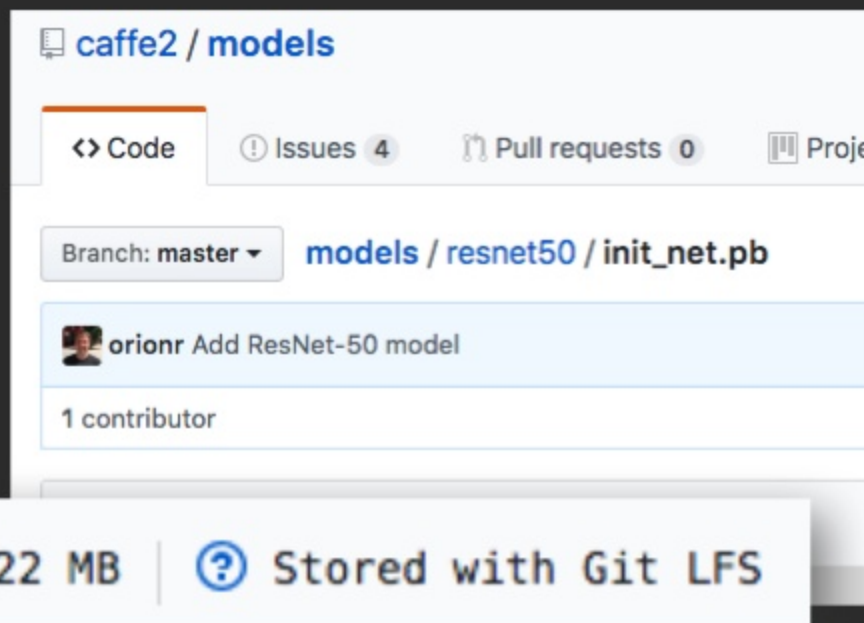 caffe2 / models
<> Code Issues 4 Pull requests 0 Proje
Branch: master models / resnet50 / init_net.pb
orionr Add ResNet-50 model
1 contributor
22 MB | Stored with Git LFS